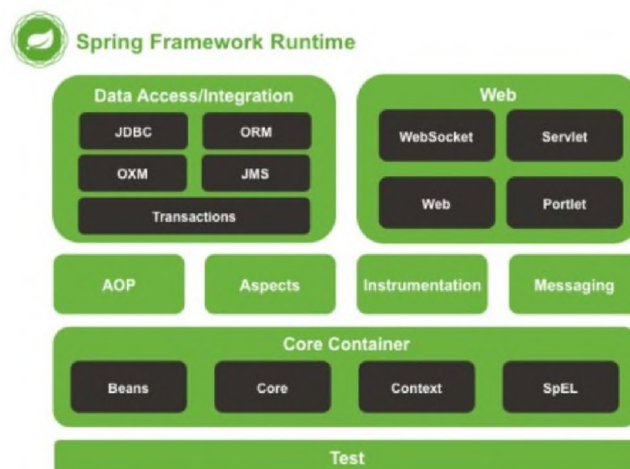 Spring Framework Runtime
Data Access/Integration
JDBC ORM
OXM JMS
Transactions
Web
WebSocket Servlet
Web Portlet
AOP Aspects Instrumentation Messaging
Core Container
Beans Core Context SpEL
Test